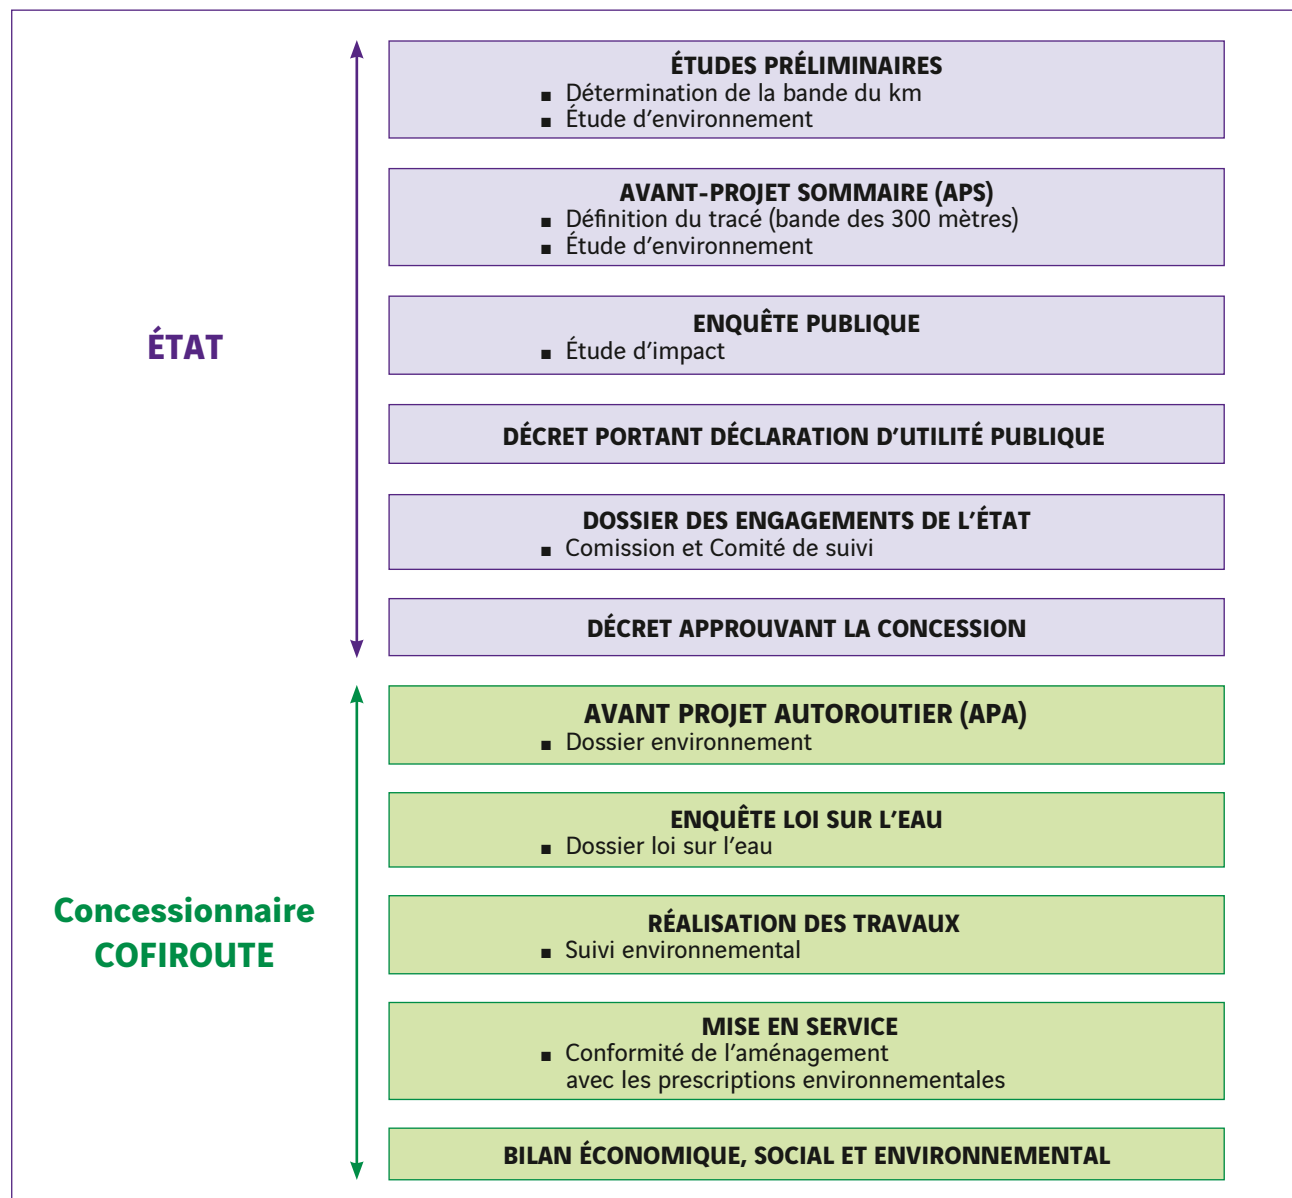 ÉTUDES PRÉLIMINAIRES
▪ Détermination de la bande du km
▪ Étude d'environnement
AVANT-PROJET SOMMAIRE (APS)
▪ Définition du tracé (bande des 300 mètres)
▪ Étude d'environnement
ENQUÊTE PUBLIQUE
▪ Étude d'impact
ÉTAT
DÉCRET PORTANT DÉCLARATION D'UTILITÉ PUBLIQUE
DOSSIER DES ENGAGEMENTS DE L'ÉTAT
▪ Comission et Comité de suivi
DÉCRET APPROUVANT LA CONCESSION
AVANT PROJET AUTOROUTIER (APA)
▪ Dossier environnement
ENQUÊTE LOI SUR L'EAU
▪ Dossier loi sur l'eau
Concessionnaire
COFIROUTE
RÉALISATION DES TRAVAUX
▪ Suivi environnemental
MISE EN SERVICE
▪ Conformité de l'aménagement
avec les prescriptions environnementales
BILAN ÉCONOMIQUE, SOCIAL ET ENVIRONNEMENTAL